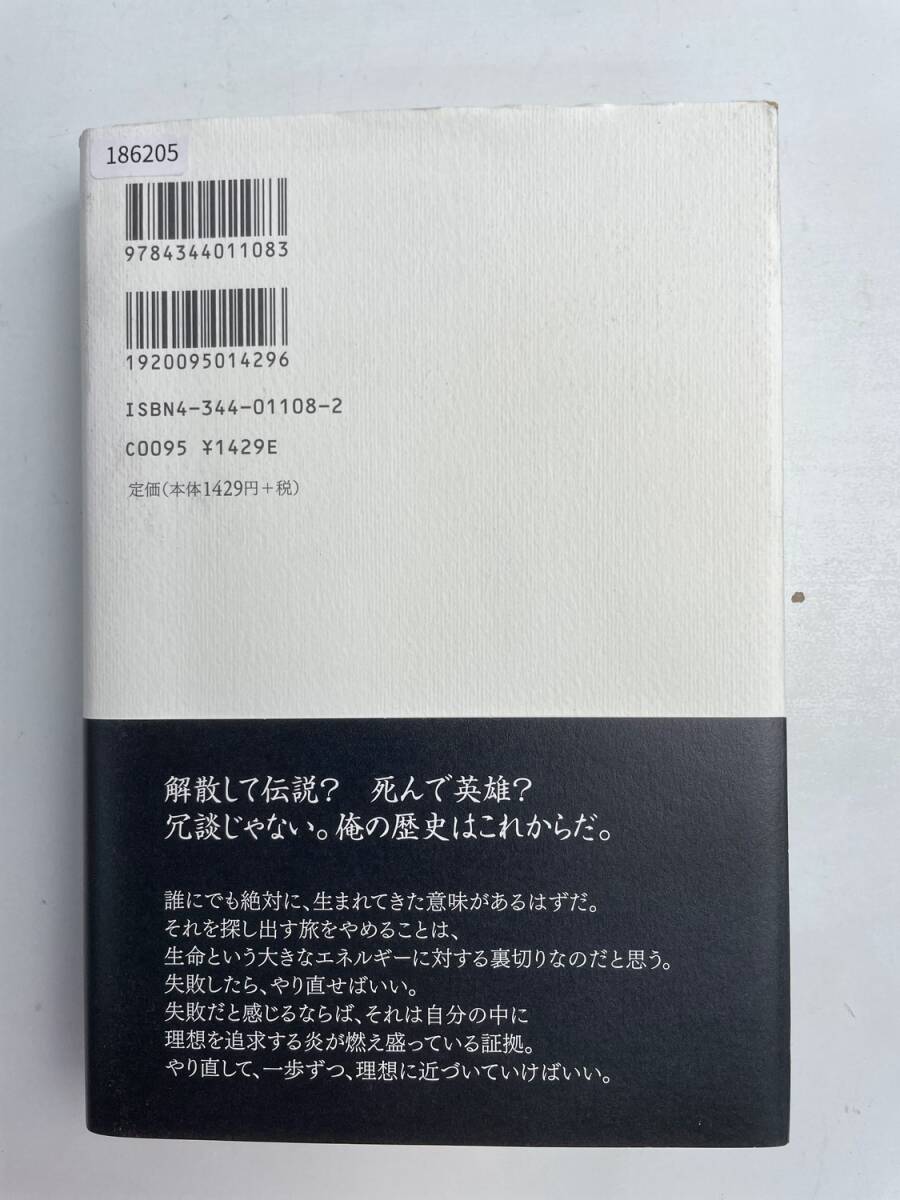 186205
9784344011083
1920095014296
ISBN4-344-01108-2
C0095 ¥1429E
定価(本体1429円+税)
解散して伝説? 死んで英雄?
冗談じゃない。俺の歴史はこれからだ。
誰にでも絶対に、生まれてきた意味があるはずだ。
それを探し出す旅をやめることは、
生命という大きなエネルギーに対する裏切りなのだと思う。
失敗したら、やり直せばいい。
失敗だと感じるならば、それは自分の中に
理想を追求する炎が燃え盛っている証拠。
やり直して、一歩ずつ、理想に近づいていけばいい。